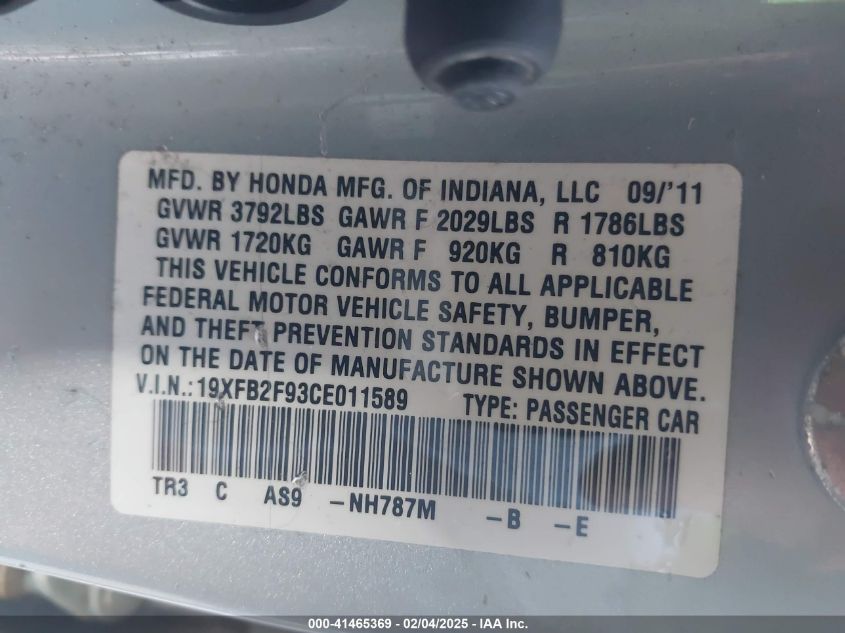 MFD. BY HONDA MFG. OF INDIANA, LLC 09/'11
GVWR 3792LBS GAWR F 2029LBS R 1786LBS
GVWR 1720KG GAWR F 920KG R 810KG
THIS VEHICLE CONFORMS TO ALL APPLICABLE
FEDERAL MOTOR VEHICLE SAFETY, BUMPER,
AND THEFT PREVENTION STANDARDS IN EFFECT
ON THE DATE OF MANUFACTURE SHOWN ABOVE.
V.I.N.:19XFB2F93CE011589 TYPE: PASSENGER CAR
TR3 C AS9 -NH787M -B -E
000-41465369 - 02/04/2025 - IAA Inc.